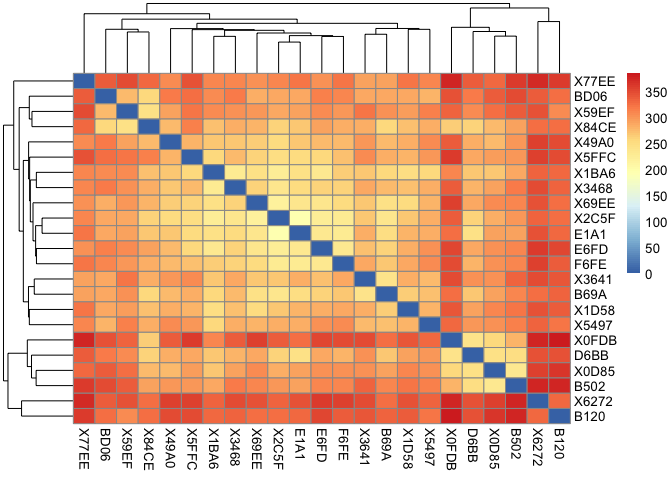 X77EE
BD06
X59EF
X84CE
X49A0
X5FFC
X1BA6
X3468
X69EE
X2C5F
E1A1
E6FD
F6FE
X3641
B69A
X1D58
X5497
X0FDB
D6BB
X0D85
B502
X6272
B120
350
300
250
200
150
100
50
0
X77EE
BD06
X59EF
X84CE
X49A0
X5FFC
X1BA6
X3468
X69EE
X2C5F
E1A1
E6FD
F6FE
X3641
B69A
X1D58
X5497
X0FDB
D6BB
X0D85
B502
X6272
B120